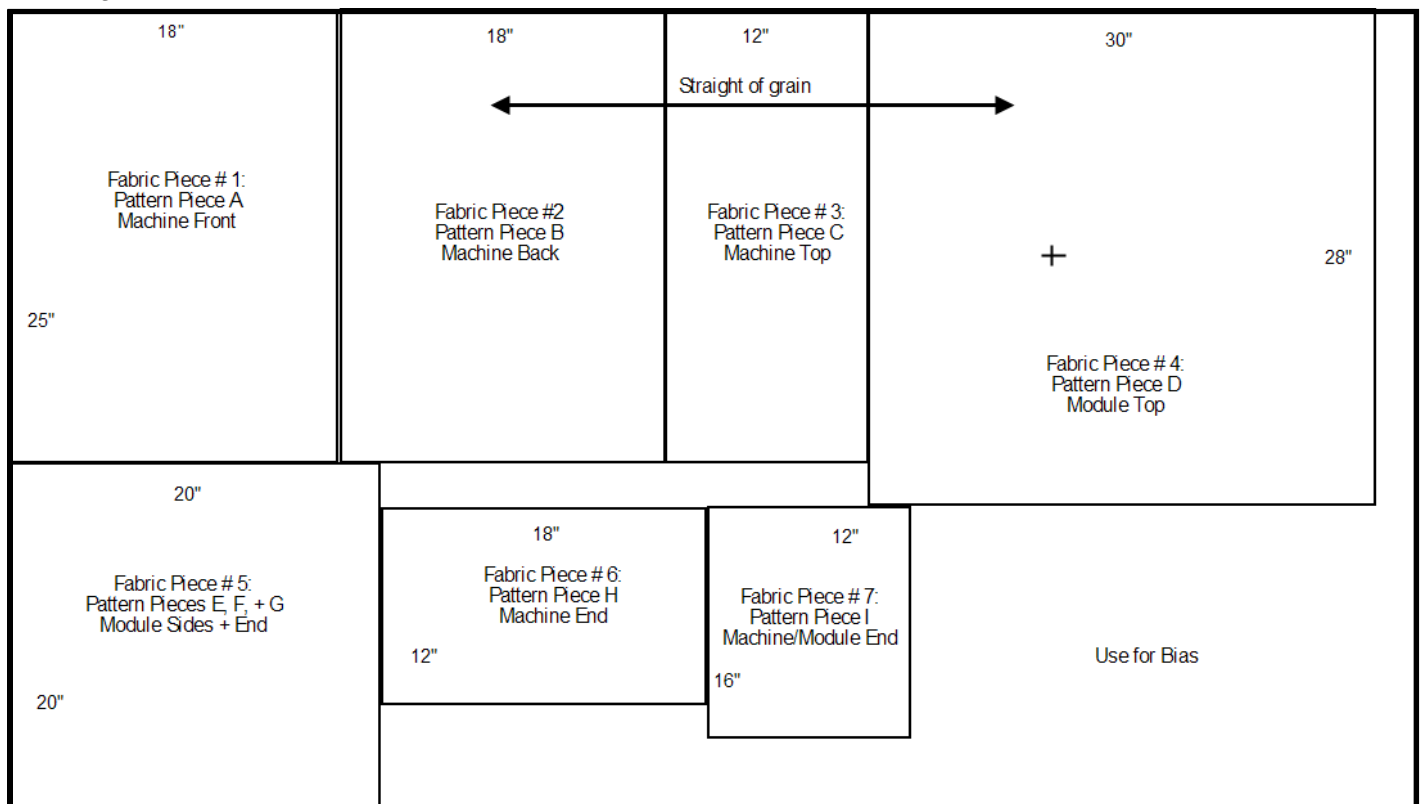 18"
18"
12"
30"
Straight of grain
Fabric Piece # 1:
Pattern Piece A
Machine Front
25"
Fabric Piece #2
Pattern Piece B
Machine Back
Fabric Piece # 3:
Pattern Piece C
Machine Top
28"
Fabric Piece # 4:
Pattern Piece D
Module Top
20"
Fabric Piece # 5:
Pattern Pieces E, F, + G
Module Sides + End
20"
18"
Fabric Piece # 6:
Pattern Piece H
Machine End
12"
12"
Fabric Piece # 7:
Pattern Piece I
Machine/Module End
16"
Use for Bias